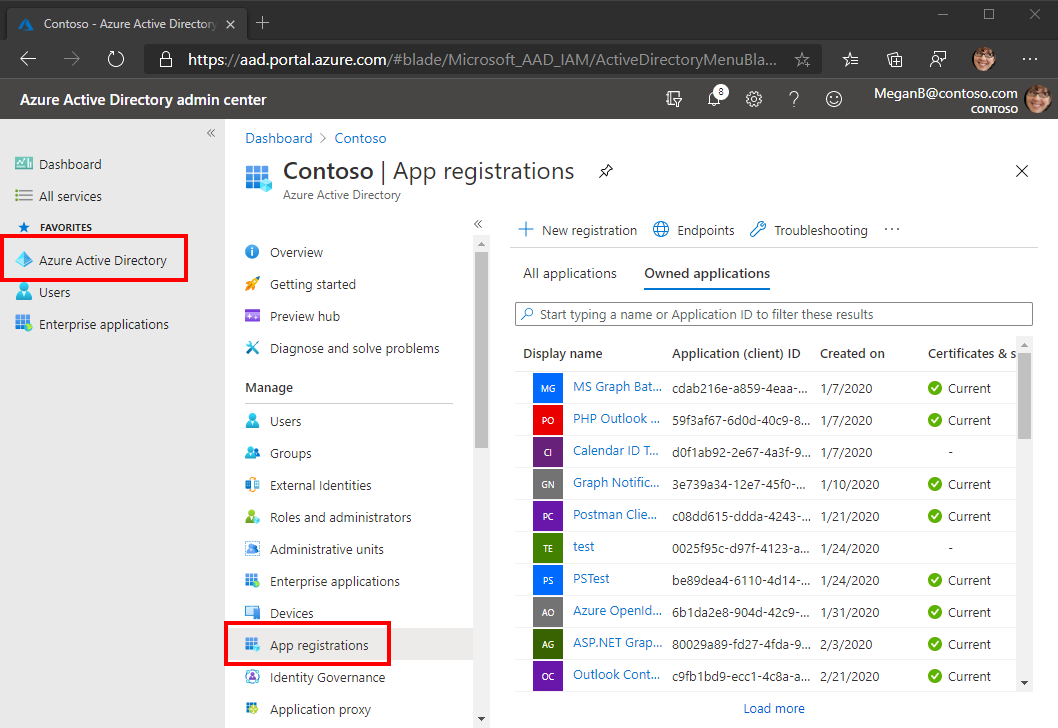 Contoso - Azure Active Directory
https://aad.portal.azure.com/#blade/Microsoft_AAD_IAM/ActiveDirectoryMenuBla...
Azure Active Directory admin center
8
MeganB@contoso.com
CONTOSO
Dashboard
All services
FAVORITES
Azure Active Directory
Users
Enterprise applications
Dashboard > Contoso
Contoso | App registrations
Azure Active Directory
Overview
Getting started
Preview hub
Diagnose and solve problems
Manage
Users
Groups
External Identities
Roles and administrators
Administrative units
Enterprise applications
Devices
App registrations
Identity Governance
Application proxy
New registration Endpoints Troubleshooting ...
All applications Owned applications
Start typing a name or Application ID to filter these results
Display name Application (client) ID Created on Certificates & s
MG MS Graph Bat... cdab216e-a859-4eaa-... 1/7/2020 Current
PO PHP Outlook ... 59f3af67-6d0d-40c9-8... 1/7/2020 Current
CI Calendar ID T... d0f1ab92-2e67-4a3f-9... 1/7/2020 -
GN Graph Notific... 3e739a34-12e7-45f0-... 1/10/2020 Current
PC Postman Clie... c08dd615-ddda-4243-... 1/21/2020 Current
TE test 0025f95c-d97f-4123-a... 1/24/2020 -
PS PSTest be89dea4-6110-4d14-... 1/24/2020 Current
AO Azure OpenId... 6b1da2e8-904d-42c9-... 1/31/2020 Current
AG ASP.NET Grap... 80029a89-fd27-4fda-9... 2/3/2020 Current
OC Outlook Cont... c9fb1bd9-ecc1-4c8a-a... 2/21/2020 Current
Load more